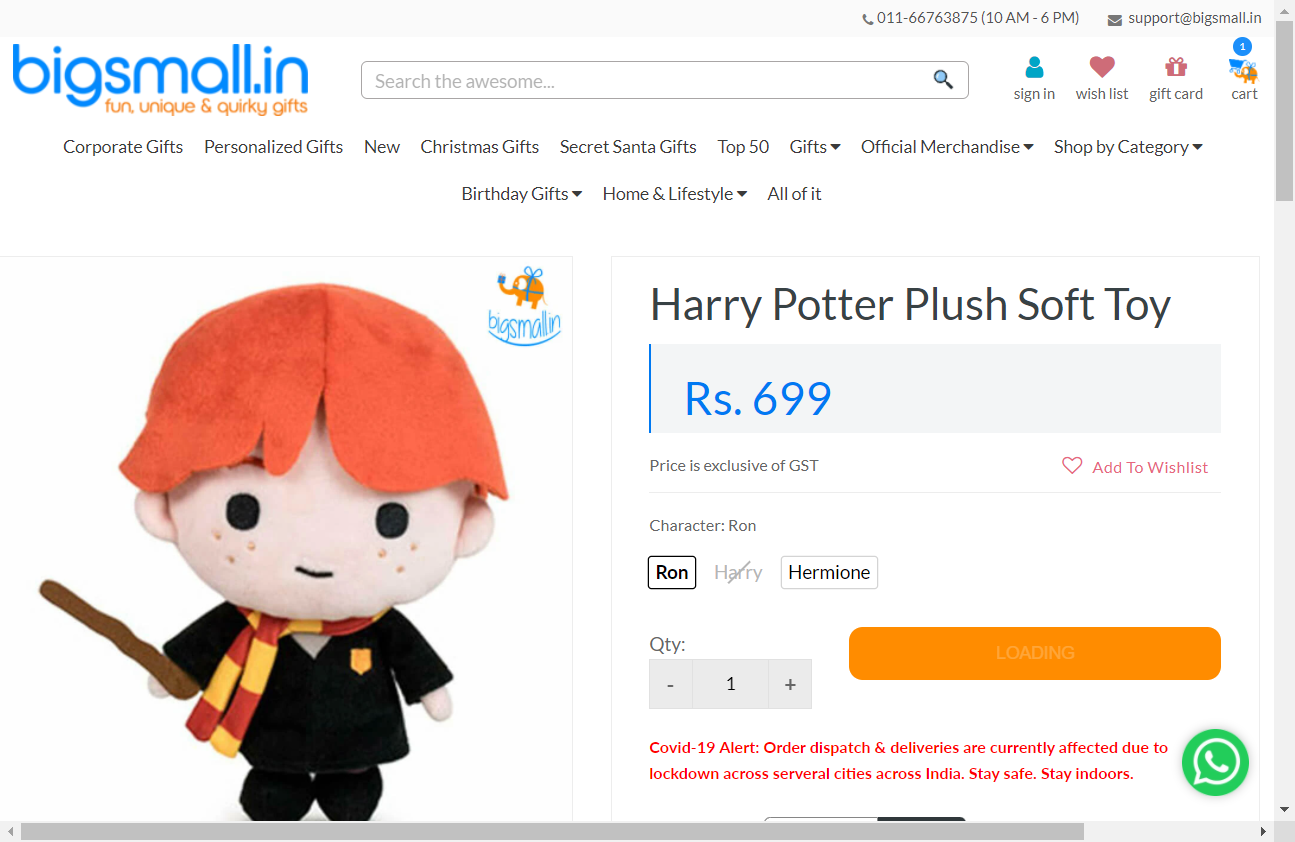 011-66763875 (10 AM - 6 PM) support@bigsmall.in
bigsmall.in
fun, unique & quirky gifts
Search the awesome...
1
sign in wish list gift card cart
Corporate Gifts Personalized Gifts New Christmas Gifts Secret Santa Gifts Top 50 Gifts Official Merchandise Shop by Category
Birthday Gifts Home & Lifestyle All of it
bigsmall.in
Harry Potter Plush Soft Toy
Rs. 699
Price is exclusive of GST Add To Wishlist
Character: Ron
Ron Harry Hermione
Qty:
LOADING
- 1 +
Covid-19 Alert: Order dispatch & deliveries are currently affected due to
lockdown across serveral cities across India. Stay safe. Stay indoors.